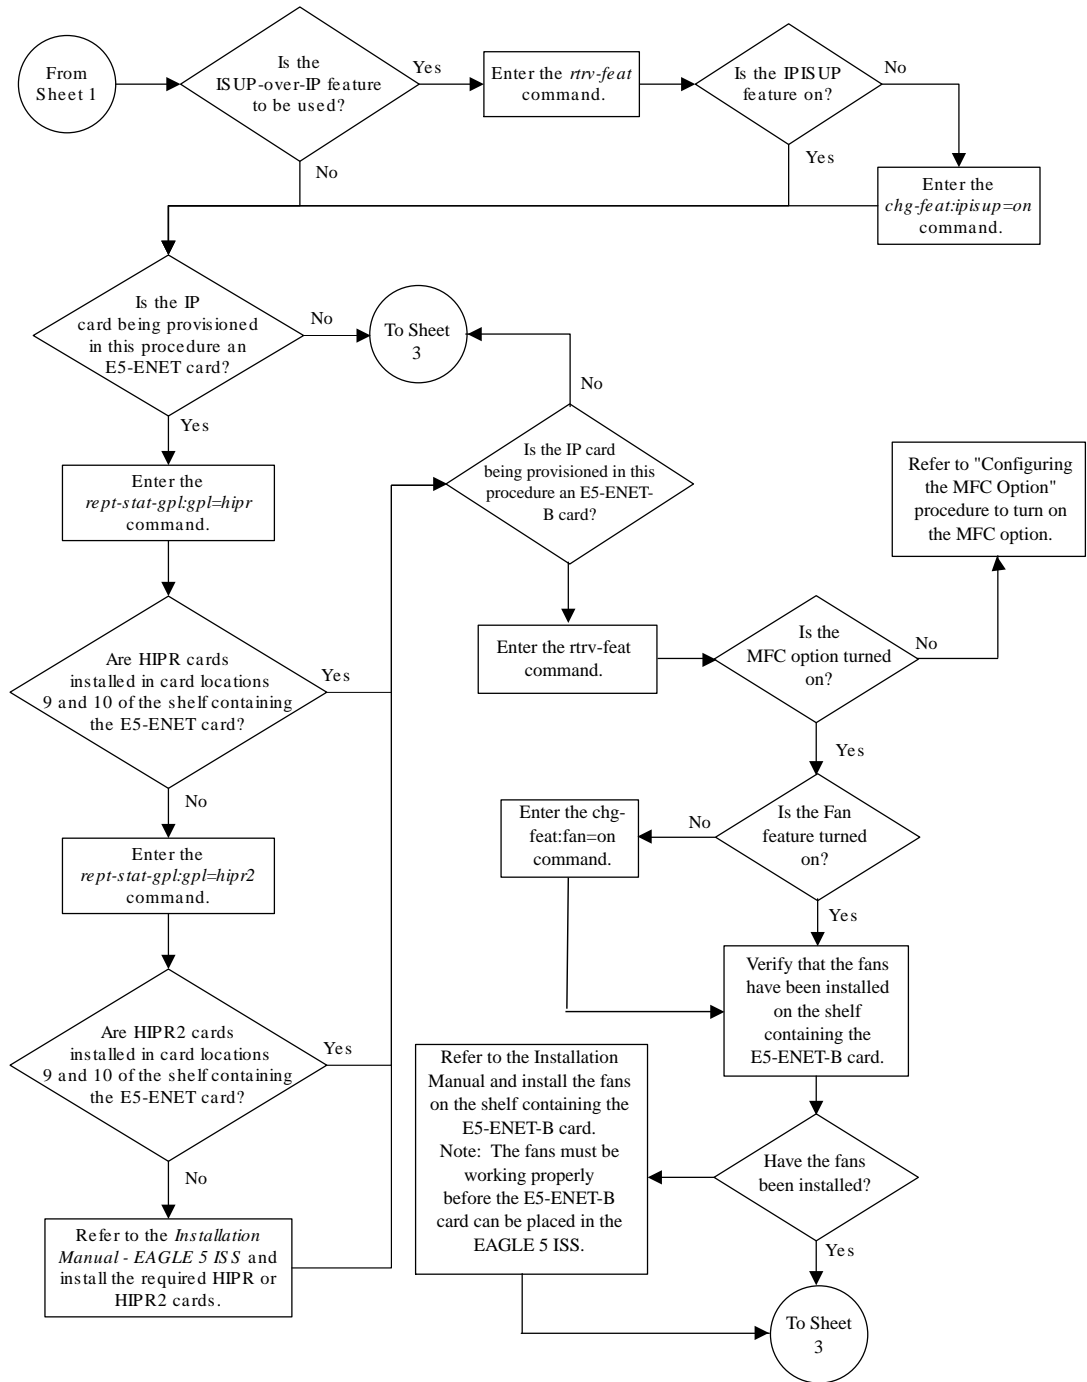 From
Sheet 1
Is the
ISUP-over-IP feature
to be used?
Yes
Enter the rtrv-feat
command.
Is the IPISUP
feature on?
No
Yes
No
Enter the
chg-feat:ipisup=on
command.
Is the IP
card being provisioned
in this procedure an
E5-ENET card?
No
To Sheet
3
Yes
No
Enter the
rept-stat-gpl:gpl=hipr
command.
Is the IP card
being provisioned in this
procedure an E5-ENET-
B card?
Refer to "Configuring
the MFC Option"
procedure to turn on
the MFC option.
Enter the rtrv-feat
command.
Is the
MFC option turned
on?
No
Yes
Are HIPR cards
installed in card locations
9 and 10 of the shelf containing
the E5-ENET card?
Yes
No
Enter the chg-
feat:fan=on
command.
No
Is the Fan
feature turned
on?
Yes
Enter the
rept-stat-gpl:gpl=hipr2
command.
Verify that the fans
have been installed
on the shelf
containing the
E5-ENET-B card.
Are HIPR2 cards
installed in card locations
9 and 10 of the shelf containing
the E5-ENET card?
Yes
No
Refer to the Installation
Manual and install the fans
on the shelf containing the
E5-ENET-B card.
Note: The fans must be
working properly
before the E5-ENET-B
card can be placed in the
EAGLE 5 ISS.
Have the fans
been installed?
Yes
Refer to the Installation
Manual - EAGLE 5 ISS and
install the required HIPR or
HIPR2 cards.
To Sheet
3